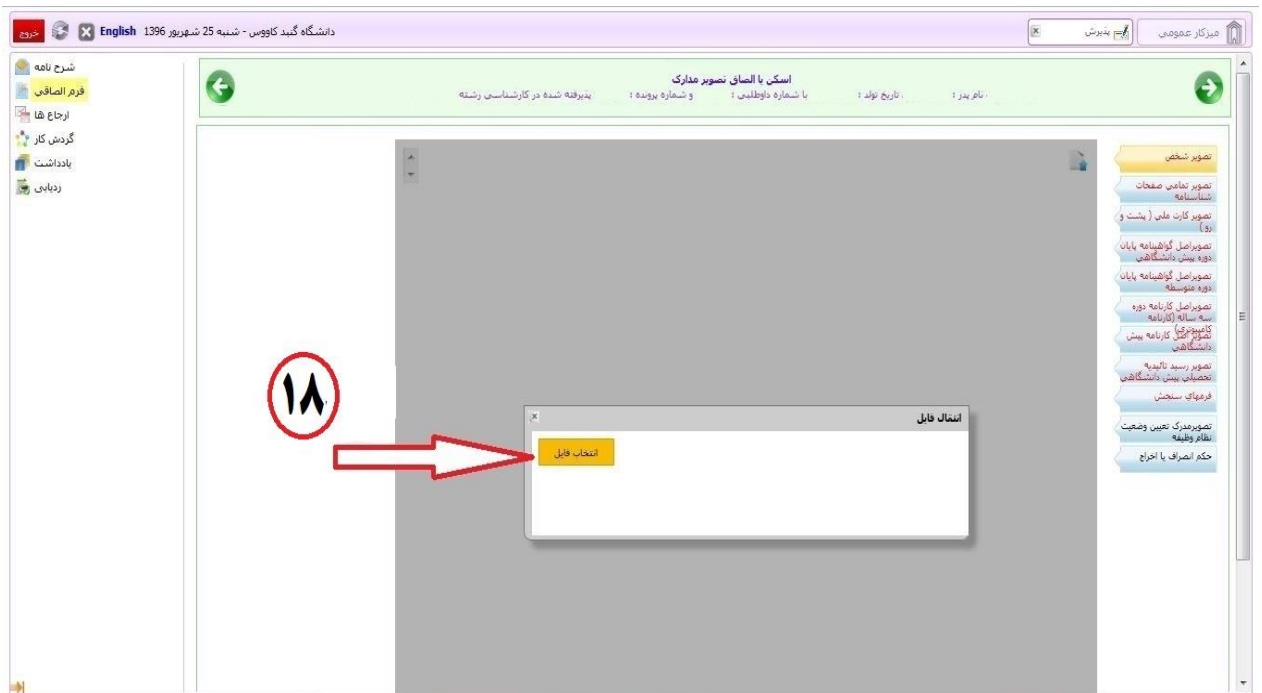 میزکار عمومی
پذیرش
دانشگاه گنبد کاووس - شنبه 25 شهریور 1396 English
خروج
شرح نامه
فرم الصاقی
ارجاع ها
گردش کار
یادداشت
ردیابی
اسکن یا الصاق تصویر مدارک
نام پدر : . تاریخ تولد : با شماره داوطلبی : و شماره پرونده : پذیرفته شده در کارشناسی رشته
تصویر شخص
تصویر تمامی صفحات
شناسنامه
تصویر کارت ملی ( پشت و
رو )
تصویراصل گواهینامه پایان
دوره پیش دانشگاهی
تصویراصل گواهینامه پایان
دوره متوسطه
تصویراصل کارنامه دوره
سه ساله (کارنامه
کامپیوتری)
تصویر اصل کارنامه پیش
دانشگاهی
تصویر رسید تائیدیه
تحصیلی پیش دانشگاهی
فرمهای سنجش
تصویرمدرک تعیین وضعیت
نظام وظیفه
حکم انصراف یا اخراج
انتقال فایل
انتخاب فایل
۱۸